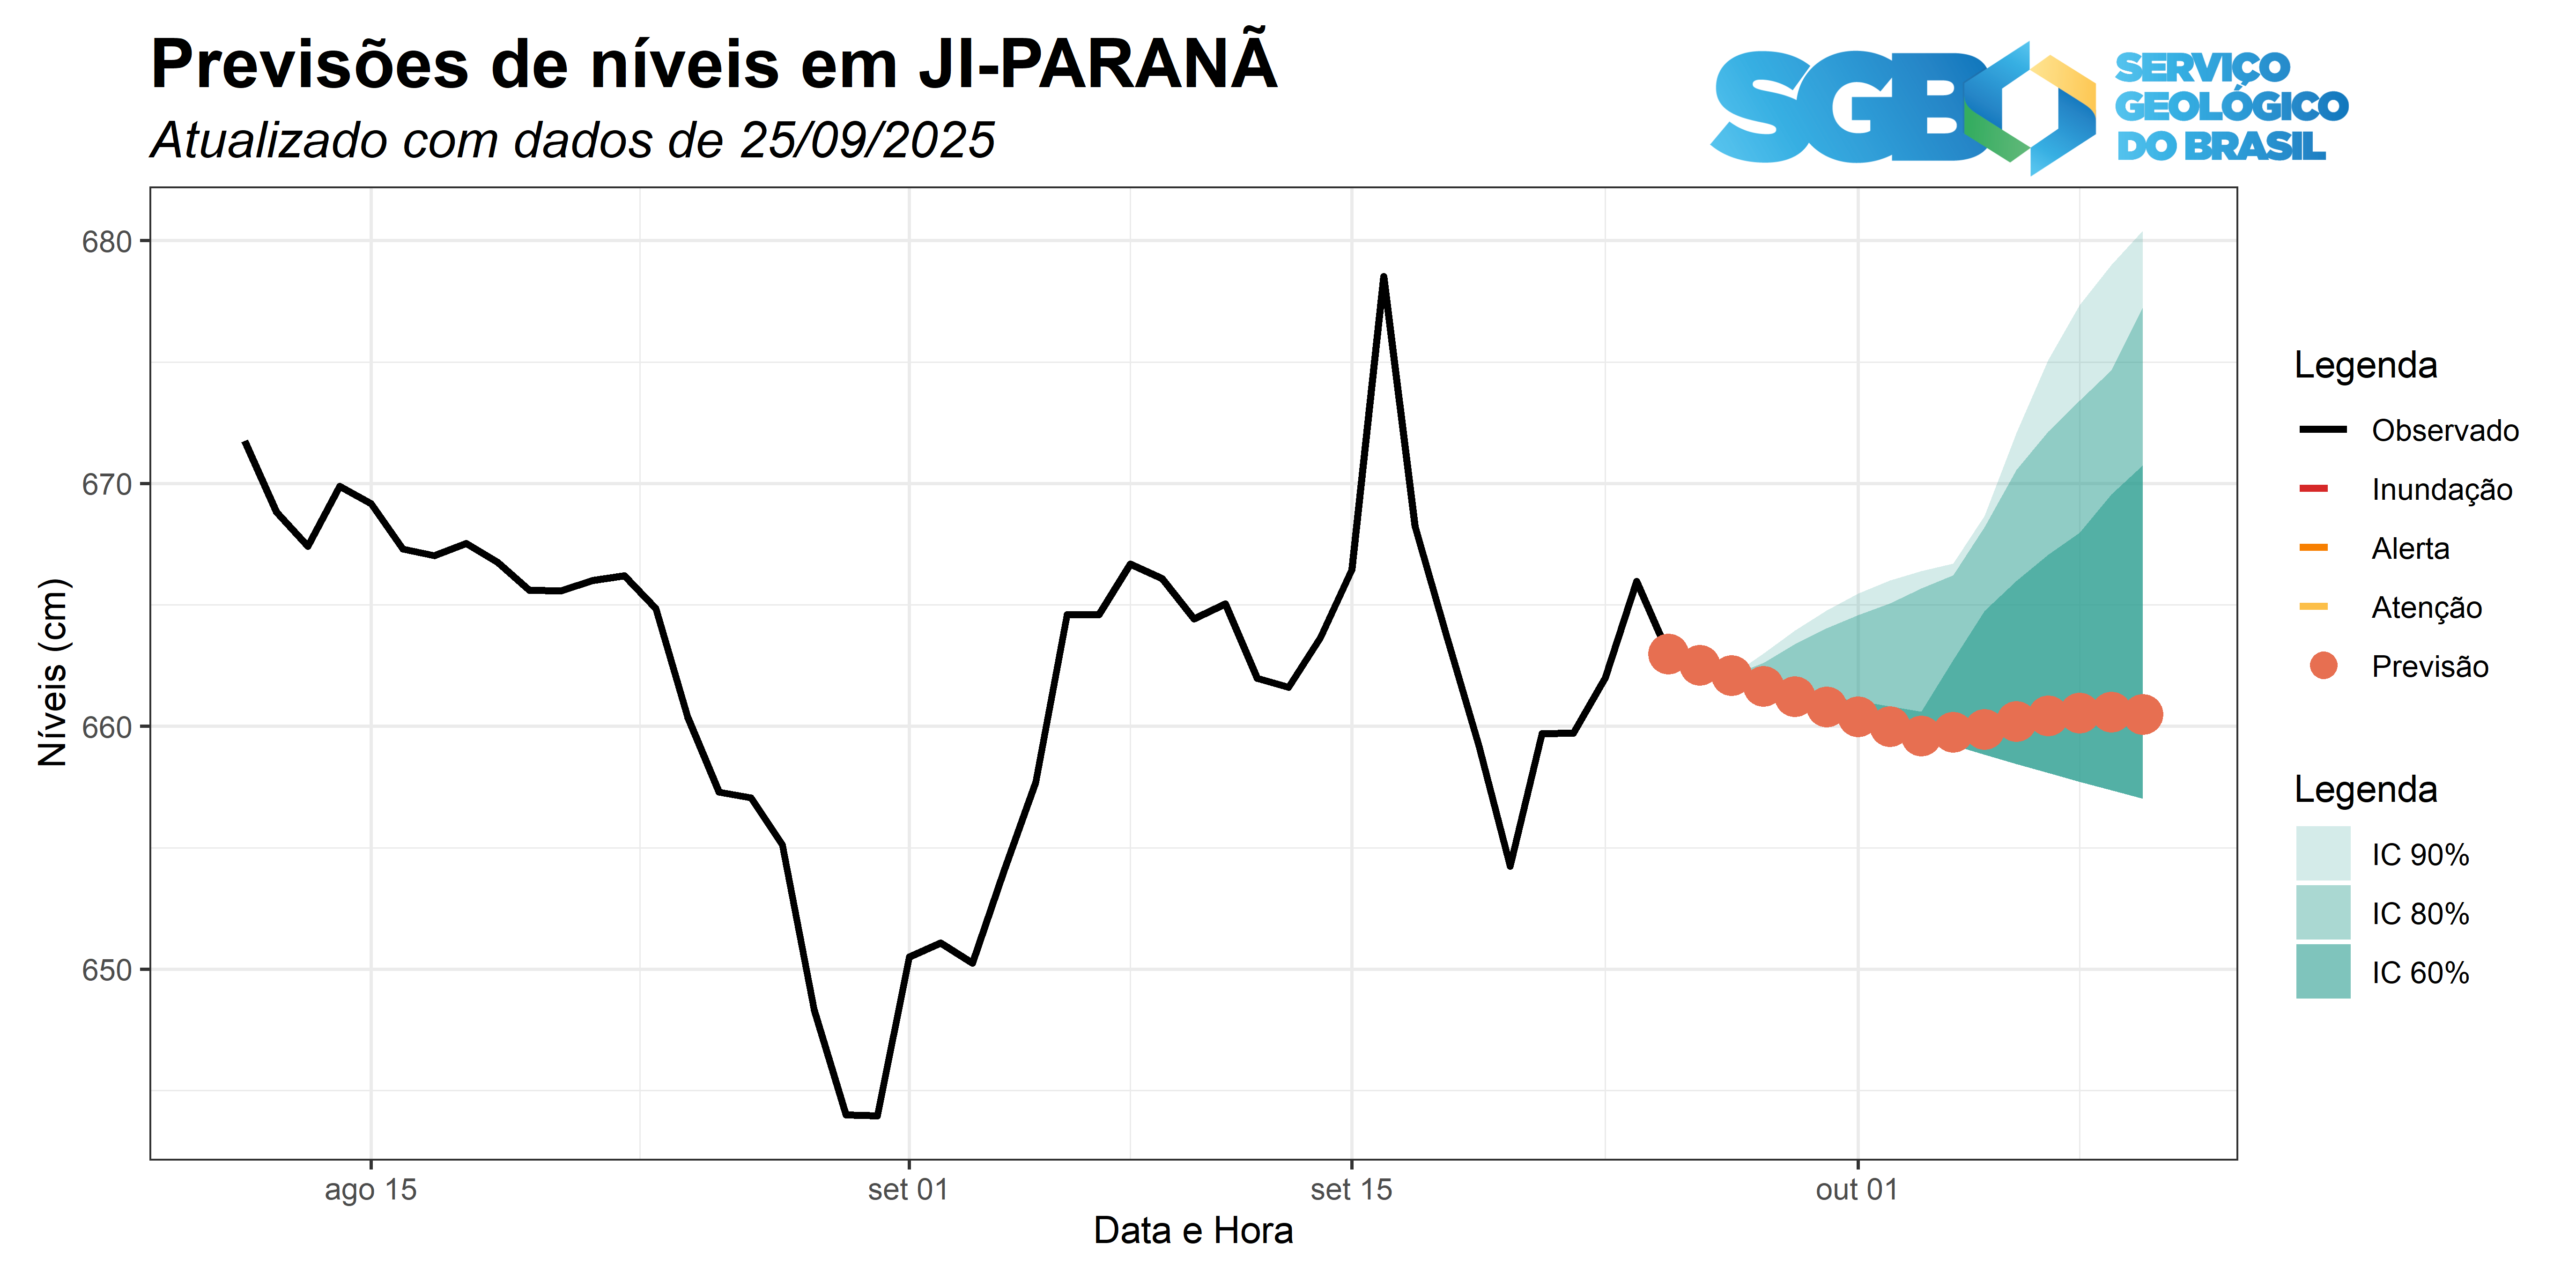 Previsões de níveis em JI-PARANÃ
Atualizado com dados de 25/09/2025
SGB
SERVIÇO
GEOLÓGICO
DO BRASIL
680
670
660
650
Níveis (cm)
ago 15
set 01
set 15
out 01
Data e Hora
Legenda
Observado
Inundação
Alerta
Atenção
Previsão
Legenda
IC 90%
IC 80%
IC 60%